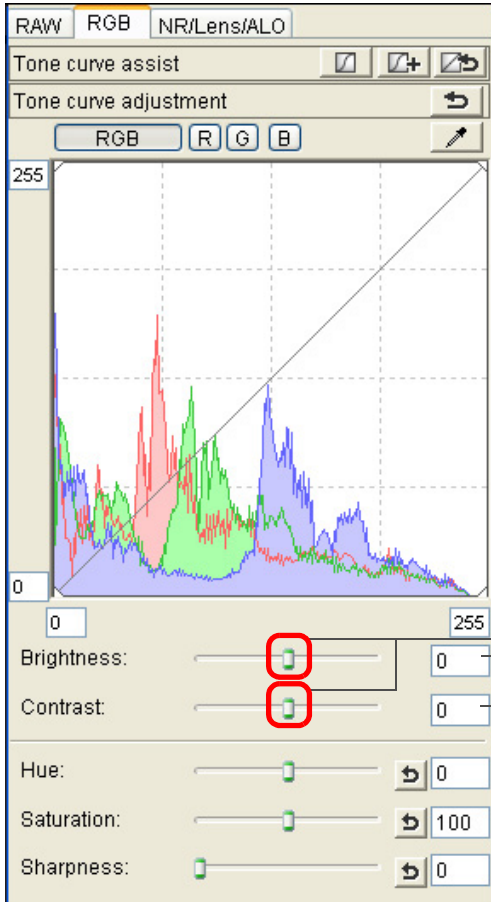 RAW RGB NR/Lens/ALO
Tone curve assist
Tone curve adjustment
RGB R G B
255
0
0 255
Brightness: 0
Contrast: 0
Hue: 0
Saturation: 100
Sharpness: 0